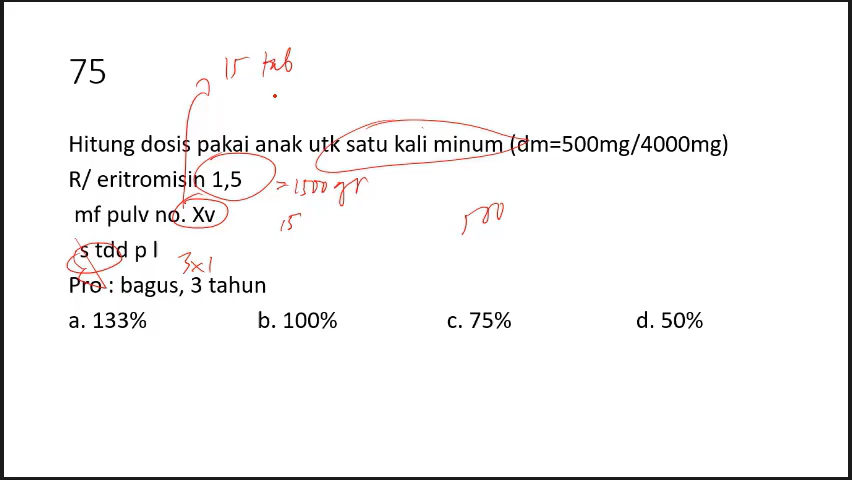 75
15 tab
Hitung dosis pakai anak utk satu kali minum (dm=500mg/4000mg)
R/ eritromisin 1,5
= 1500 gr
mf pulv no. Xv
15
500
s tdd p l
3x1
Pro : bagus, 3 tahun
a. 133% b. 100% c. 75% d. 50%